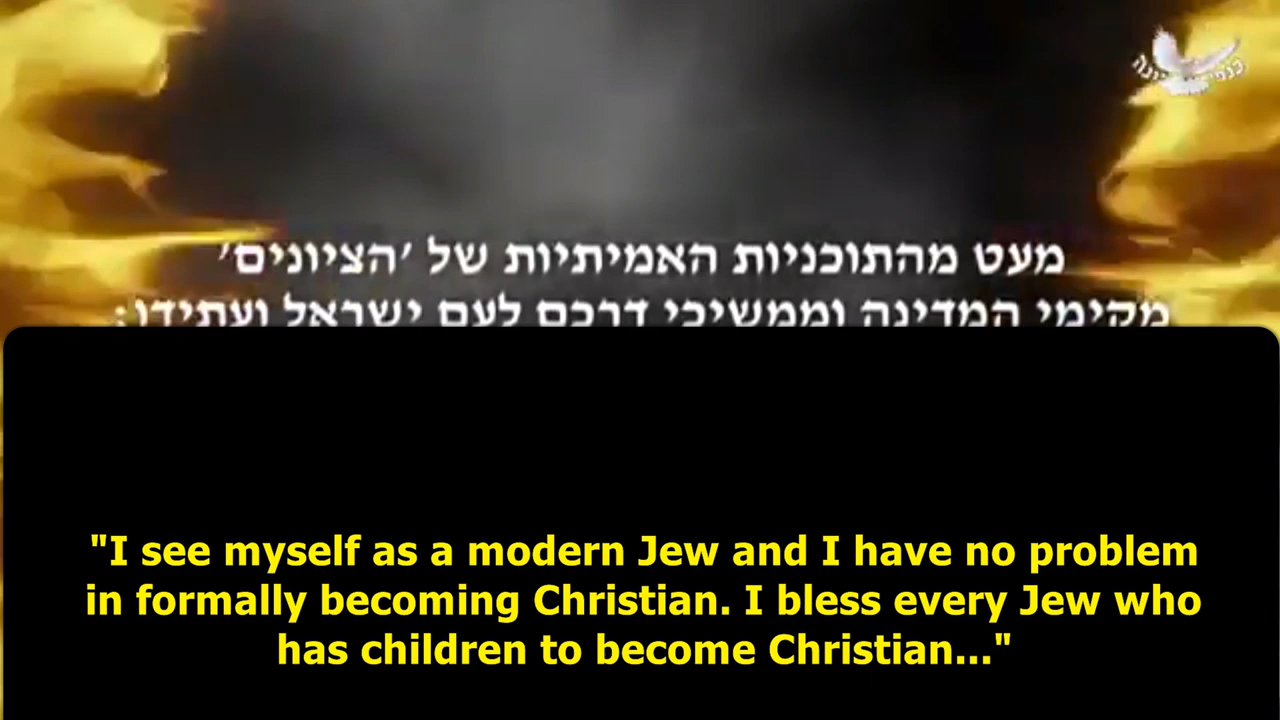 מעט מהתוכניות האמיתיות של 'הציונים'
מקימי המדינה וממשיכי דרכם לעם ישראל ועתידו:
"I see myself as a modern Jew and I have no problem
in formally becoming Christian. I bless every Jew who
has children to become Christian..."